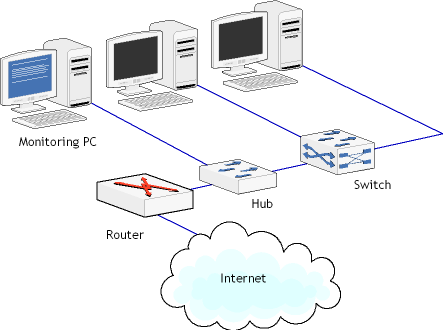 Monitoring PC
Switch
Hub
Router
Internet